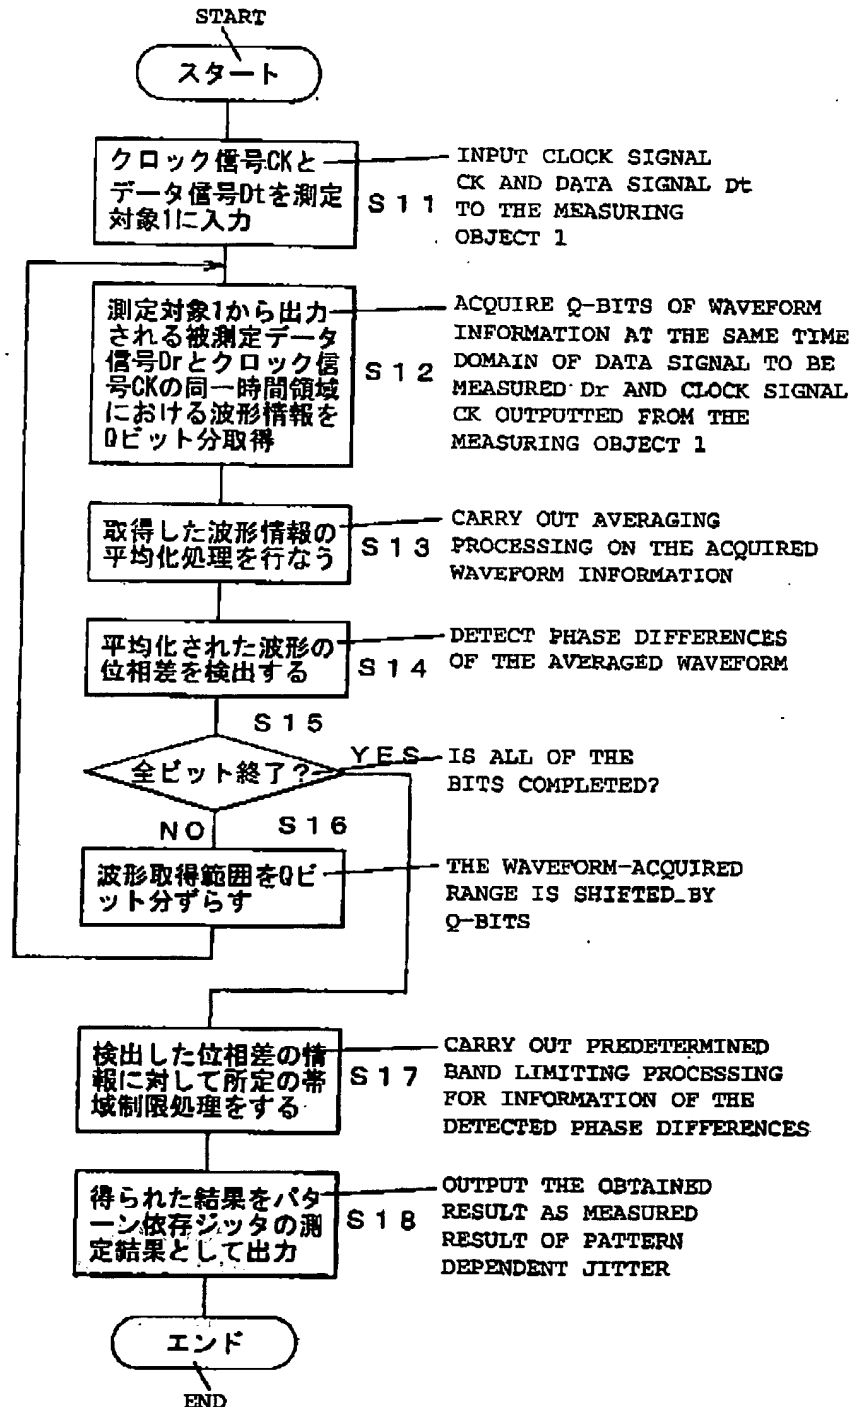 START
スタート
クロック信号CKと
データ信号Dtを測定
対象1に入力
S11
INPUT CLOCK SIGNAL
CK AND DATA SIGNAL Dt
TO THE MEASURING
OBJECT 1
測定対象1から出力
される被測定データ
信号Drとクロック信
号CKの同一時間領域
における波形情報を
Qビット分取得
S12
ACQUIRE Q-BITS OF WAVEFORM
INFORMATION AT THE SAME TIME
DOMAIN OF DATA SIGNAL TO BE
MEASURED Dr AND CLOCK SIGNAL
CK OUTPUTTED FROM THE
MEASURING OBJECT 1
取得した波形情報の
平均化処理を行なう
S13
CARRY OUT AVERAGING
PROCESSING ON THE ACQUIRED
WAVEFORM INFORMATION
平均化された波形の
位相差を検出する
S14
DETECT PHASE DIFFERENCES
OF THE AVERAGED WAVEFORM
S15
全ビット終了?
YES
IS ALL OF THE
BITS COMPLETED?
NO
S16
波形取得範囲をQビ
ット分ずらす
THE WAVEFORM-ACQUIRED
RANGE IS SHIFTED BY
Q-BITS
検出した位相差の情
報に対して所定の帯
域制限処理をする
S17
CARRY OUT PREDETERMINED
BAND LIMITING PROCESSING
FOR INFORMATION OF THE
DETECTED PHASE DIFFERENCES
得られた結果をパタ
ーン依存ジッタの測
定結果として出力
S18
OUTPUT THE OBTAINED
RESULT AS MEASURED
RESULT OF PATTERN
DEPENDENT JITTER
エンド
END